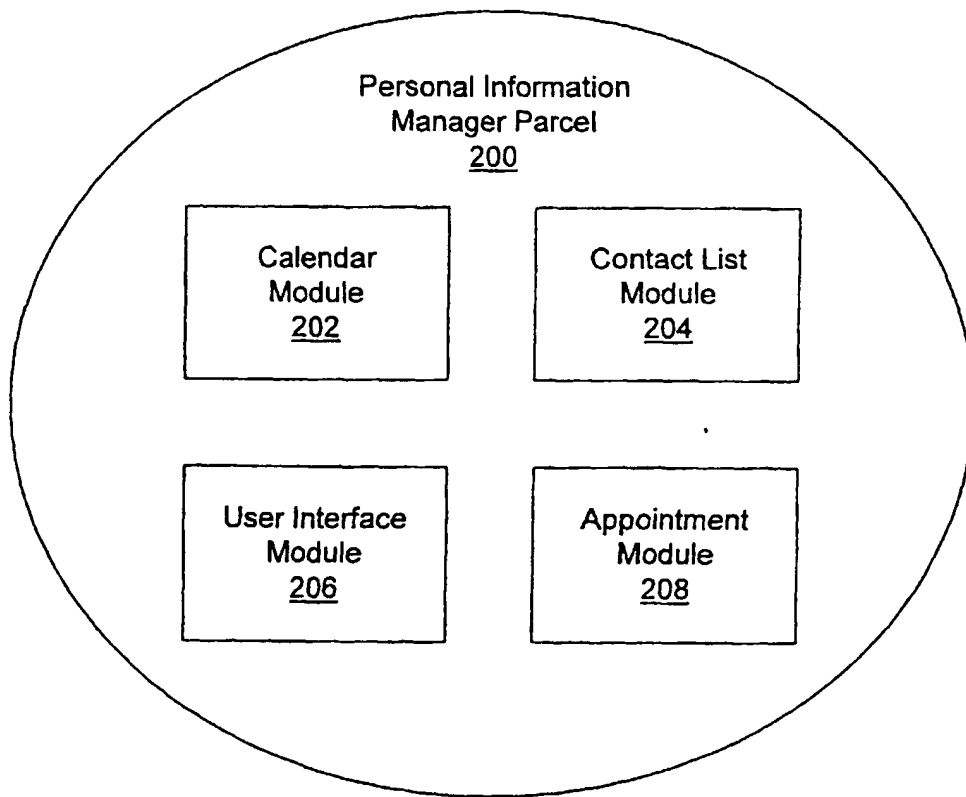 Personal Information
Manager Parcel
200
Calendar
Module
202
Contact List
Module
204
User Interface
Module
206
Appointment
Module
208